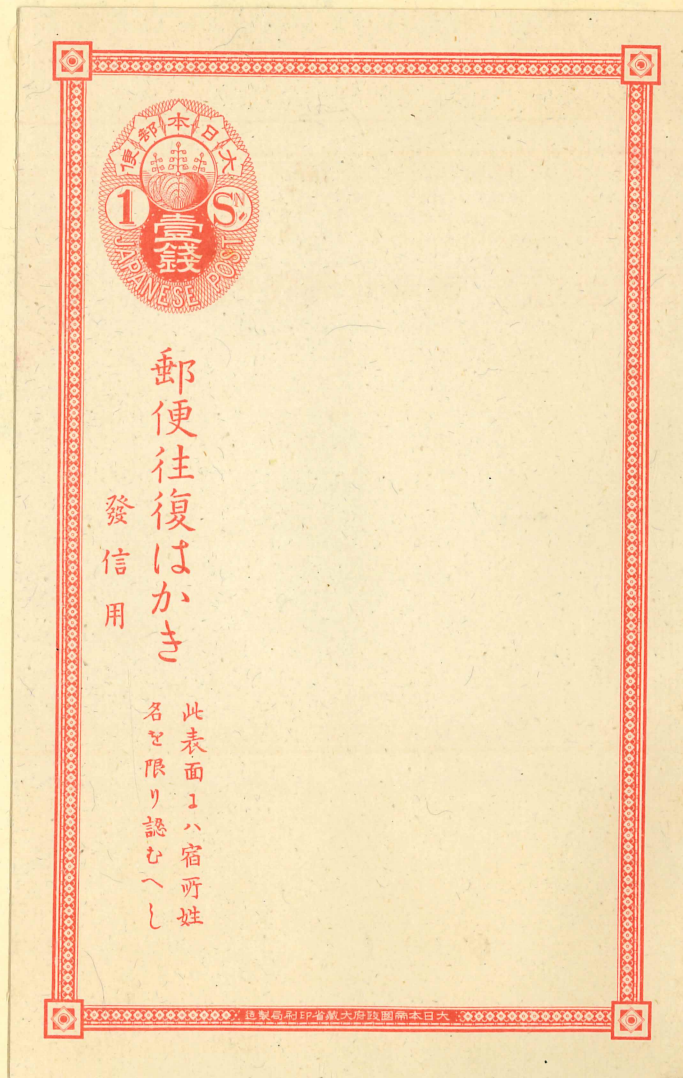 大日本郵便
1 SN
壹錢
JAPANESE POST
郵便往復はかき
發信用
此表面にハ宿所姓
名を限り認むへし
大日本帝國政府大藏省印刷局製造